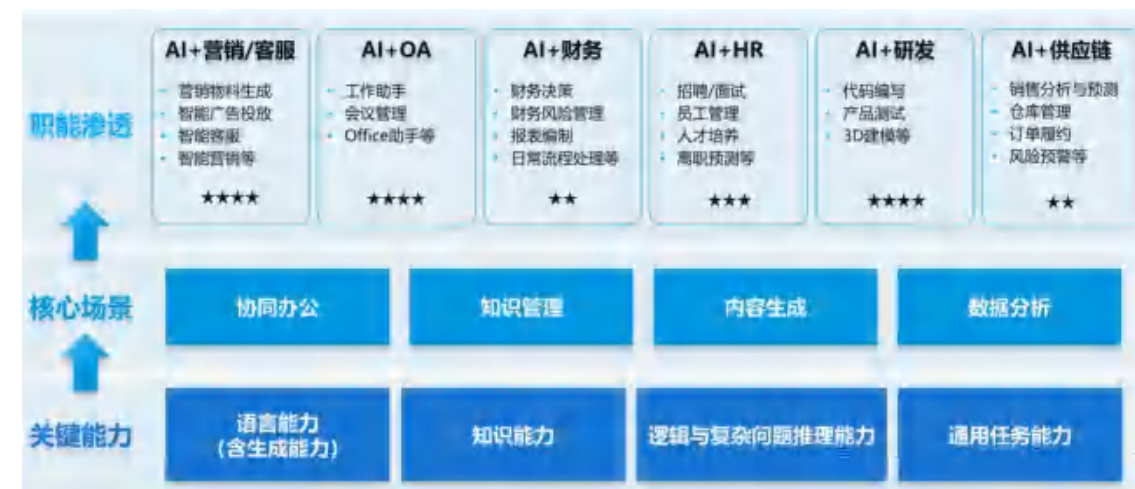 职能渗透
AI+营销/客服
· 营销物料生成
· 智能广告投放
· 智能客服
· 智能营销等
★★★★
AI+OA
· 工作助手
· 会议管理
· Office助手等
★★★★
AI+财务
· 财务决策
· 财务风险管理
· 报表编制
· 日常流程处理等
★★
AI+HR
· 招聘/面试
· 员工管理
· 人才培养
· 离职预测等
★★★
AI+研发
· 代码编写
· 产品测试
· 3D建模等
★★★★
AI+供应链
· 销售分析与预测
· 仓库管理
· 订单履约
· 风险预警等
★★
核心场景
协同办公
知识管理
内容生成
数据分析
关键能力
语言能力
(含生成能力)
知识能力
逻辑与复杂问题推理能力
通用任务能力